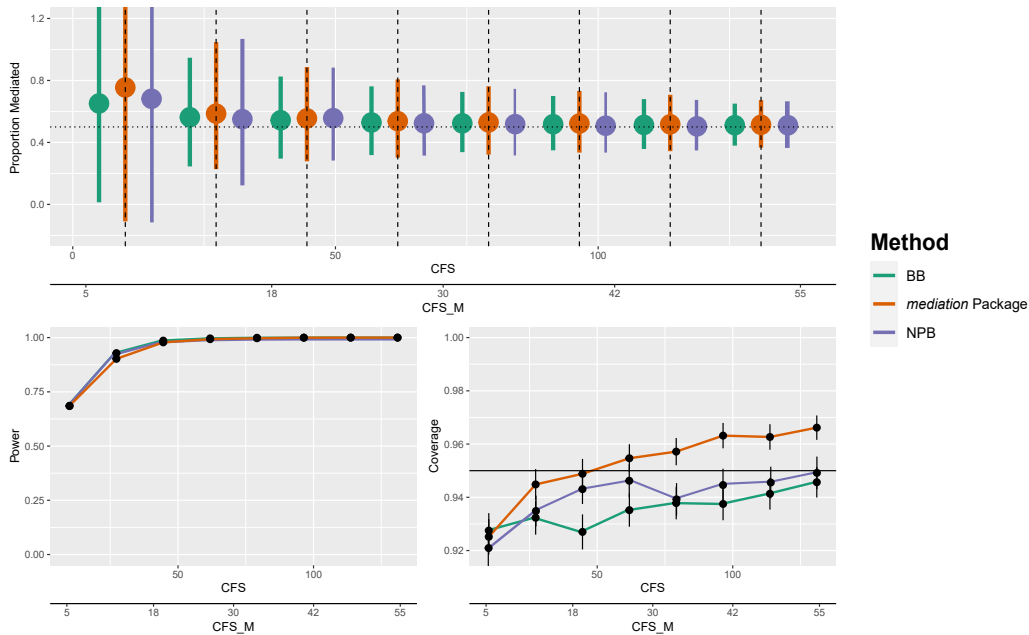 1.2
0.8
0.4
0.0
Proportion Mediated
0 50 100
CFS
5 18 30 42 55
CFS_M
Method
BB
mediation Package
NPB
1.00
0.75
0.50
0.25
0.00
Power
50 100
CFS
5 18 30 42 55
CFS_M
1.00
0.98
0.96
0.94
0.92
Coverage
50 100
CFS
5 18 30 42 55
CFS_M